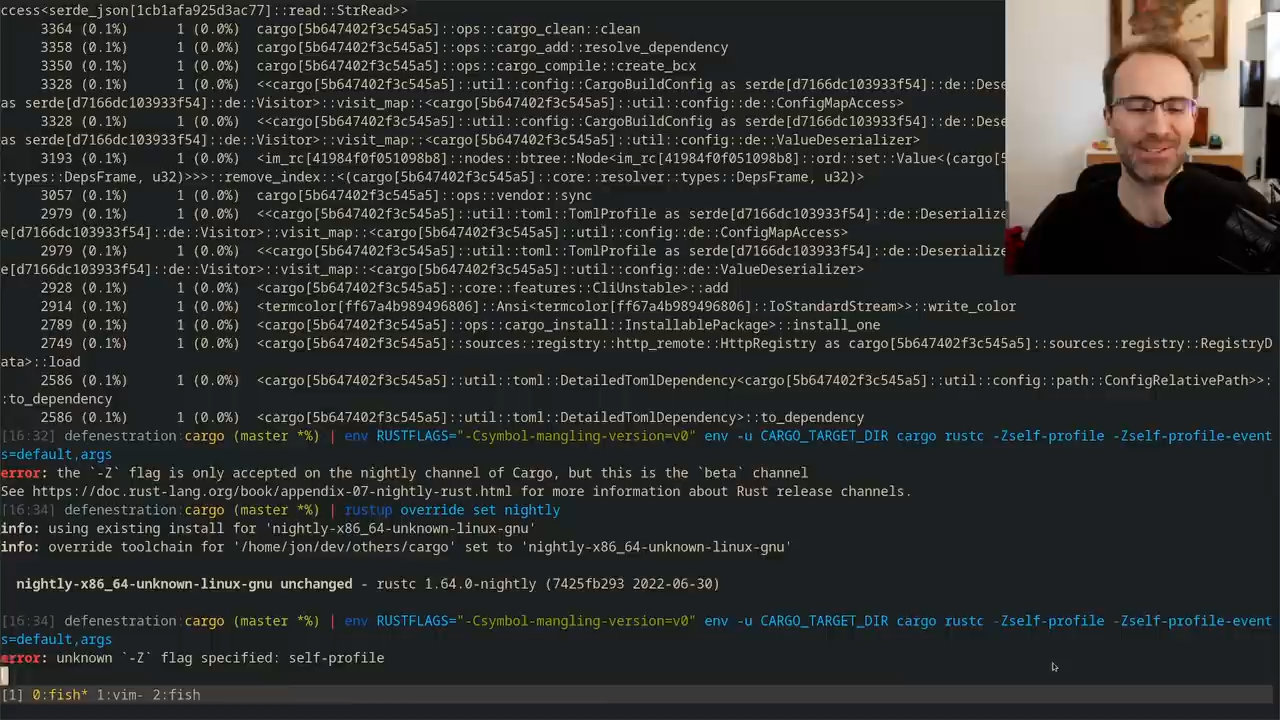 ccess<serde_json[1cb1afa925d3ac77]::read::StrRead>>
3364 (0.1%) 1 (0.0%) cargo[5b647402f3c545a5]::ops::cargo_clean::clean
3358 (0.1%) 1 (0.0%) cargo[5b647402f3c545a5]::ops::cargo_add::resolve_dependency
3350 (0.1%) 1 (0.0%) cargo[5b647402f3c545a5]::ops::cargo_compile::create_bcx
3328 (0.1%) 1 (0.0%) <<cargo[5b647402f3c545a5]::util::config::CargoBuildConfig as serde[d7166dc103933f54]::de::Dese
as serde[d7166dc103933f54]::de::Visitor>::visit_map::<cargo[5b647402f3c545a5]::util::config::de::ConfigMapAccess>
3328 (0.1%) 1 (0.0%) <<cargo[5b647402f3c545a5]::util::config::CargoBuildConfig as serde[d7166dc103933f54]::de::Dese
as serde[d7166dc103933f54]::de::Visitor>::visit_map::<cargo[5b647402f3c545a5]::util::config::de::ValueDeserializer>
3193 (0.1%) 1 (0.0%) <im_rc[41984f0f051098b8]::nodes::btree::Node<im_rc[41984f0f051098b8]::ord::set::Value<(cargo[5
:types::DepsFrame, u32)>>>::remove_index::<(cargo[5b647402f3c545a5]::core::resolver::types::DepsFrame, u32)>
3057 (0.1%) 1 (0.0%) cargo[5b647402f3c545a5]::ops::vendor::sync
2979 (0.1%) 1 (0.0%) <<cargo[5b647402f3c545a5]::util::toml::TomlProfile as serde[d7166dc103933f54]::de::Deserialize
e[d7166dc103933f54]::de::Visitor>::visit_map::<cargo[5b647402f3c545a5]::util::config::de::ConfigMapAccess>
2979 (0.1%) 1 (0.0%) <<cargo[5b647402f3c545a5]::util::toml::TomlProfile as serde[d7166dc103933f54]::de::Deserialize
e[d7166dc103933f54]::de::Visitor>::visit_map::<cargo[5b647402f3c545a5]::util::config::de::ValueDeserializer>
2928 (0.1%) 1 (0.0%) <cargo[5b647402f3c545a5]::core::features::CliUnstable>::add
2914 (0.1%) 1 (0.0%) <termcolor[ff67a4b989496806]::Ansi<termcolor[ff67a4b989496806]::IoStandardStream>>::write_color
2789 (0.1%) 1 (0.0%) <cargo[5b647402f3c545a5]::ops::cargo_install::InstallablePackage>::install_one
2749 (0.1%) 1 (0.0%) <cargo[5b647402f3c545a5]::sources::registry::http_remote::HttpRegistry as cargo[5b647402f3c545a5]::sources::registry::RegistryD
ata>::load
2586 (0.1%) 1 (0.0%) <cargo[5b647402f3c545a5]::util::toml::DetailedTomlDependency<cargo[5b647402f3c545a5]::util::config::path::ConfigRelativePath>>:
:to_dependency
2586 (0.1%) 1 (0.0%) <cargo[5b647402f3c545a5]::util::toml::DetailedTomlDependency>::to_dependency
[16:32] defenestration:cargo (master *%) | env RUSTFLAGS="-Csymbol-mangling-version=v0" env -u CARGO_TARGET_DIR cargo rustc -Zself-profile -Zself-profile-event
s=default,args
error: the `-Z` flag is only accepted on the nightly channel of Cargo, but this is the `beta` channel
See https://doc.rust-lang.org/book/appendix-07-nightly-rust.html for more information about Rust release channels.
[16:34] defenestration:cargo (master *%) | rustup override set nightly
info: using existing install for 'nightly-x86_64-unknown-linux-gnu'
info: override toolchain for '/home/jon/dev/others/cargo' set to 'nightly-x86_64-unknown-linux-gnu'
nightly-x86_64-unknown-linux-gnu unchanged - rustc 1.64.0-nightly (7425fb293 2022-06-30)
[16:34] defenestration:cargo (master *%) | env RUSTFLAGS="-Csymbol-mangling-version=v0" env -u CARGO_TARGET_DIR cargo rustc -Zself-profile -Zself-profile-event
s=default,args
error: unknown `-Z` flag specified: self-profile
[1] 0:fish* 1:vim- 2:fish